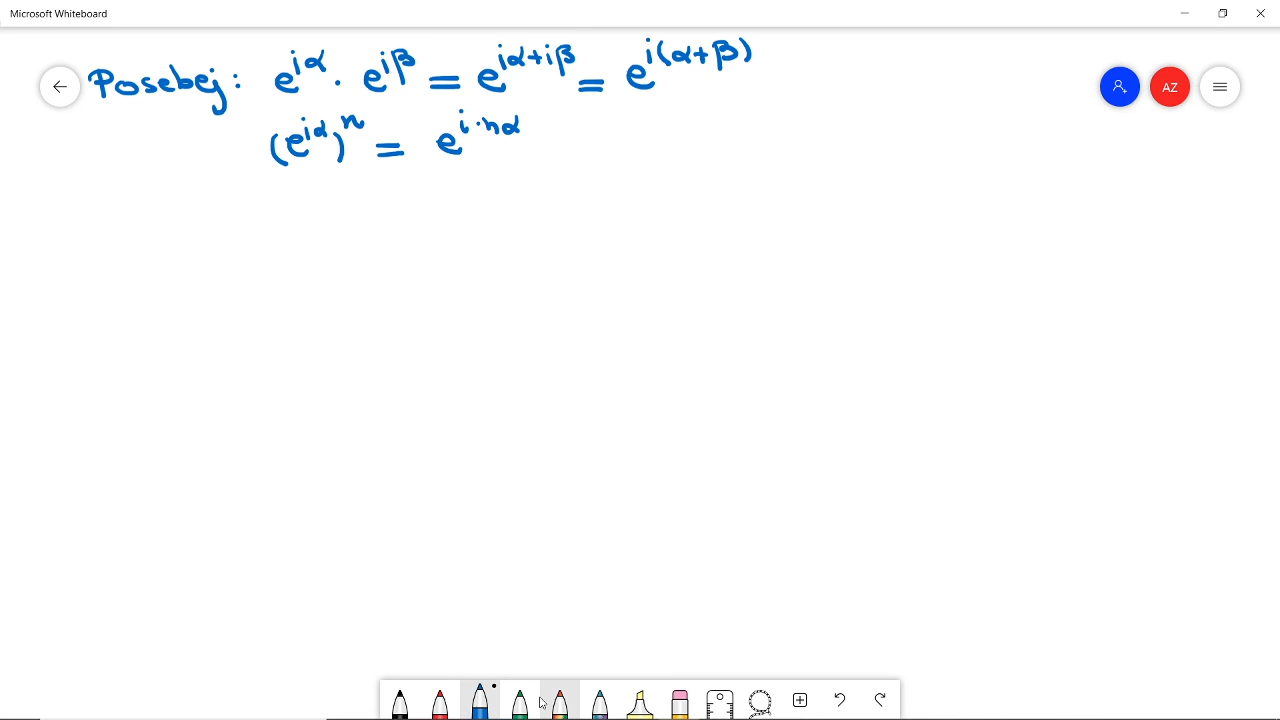 Microsoft Whiteboard
Posebej: e^{iα} · e^{iβ} = e^{iα+iβ} = e^{i(α+β)}
AZ
(e^{iα})^n = e^{i·nα}